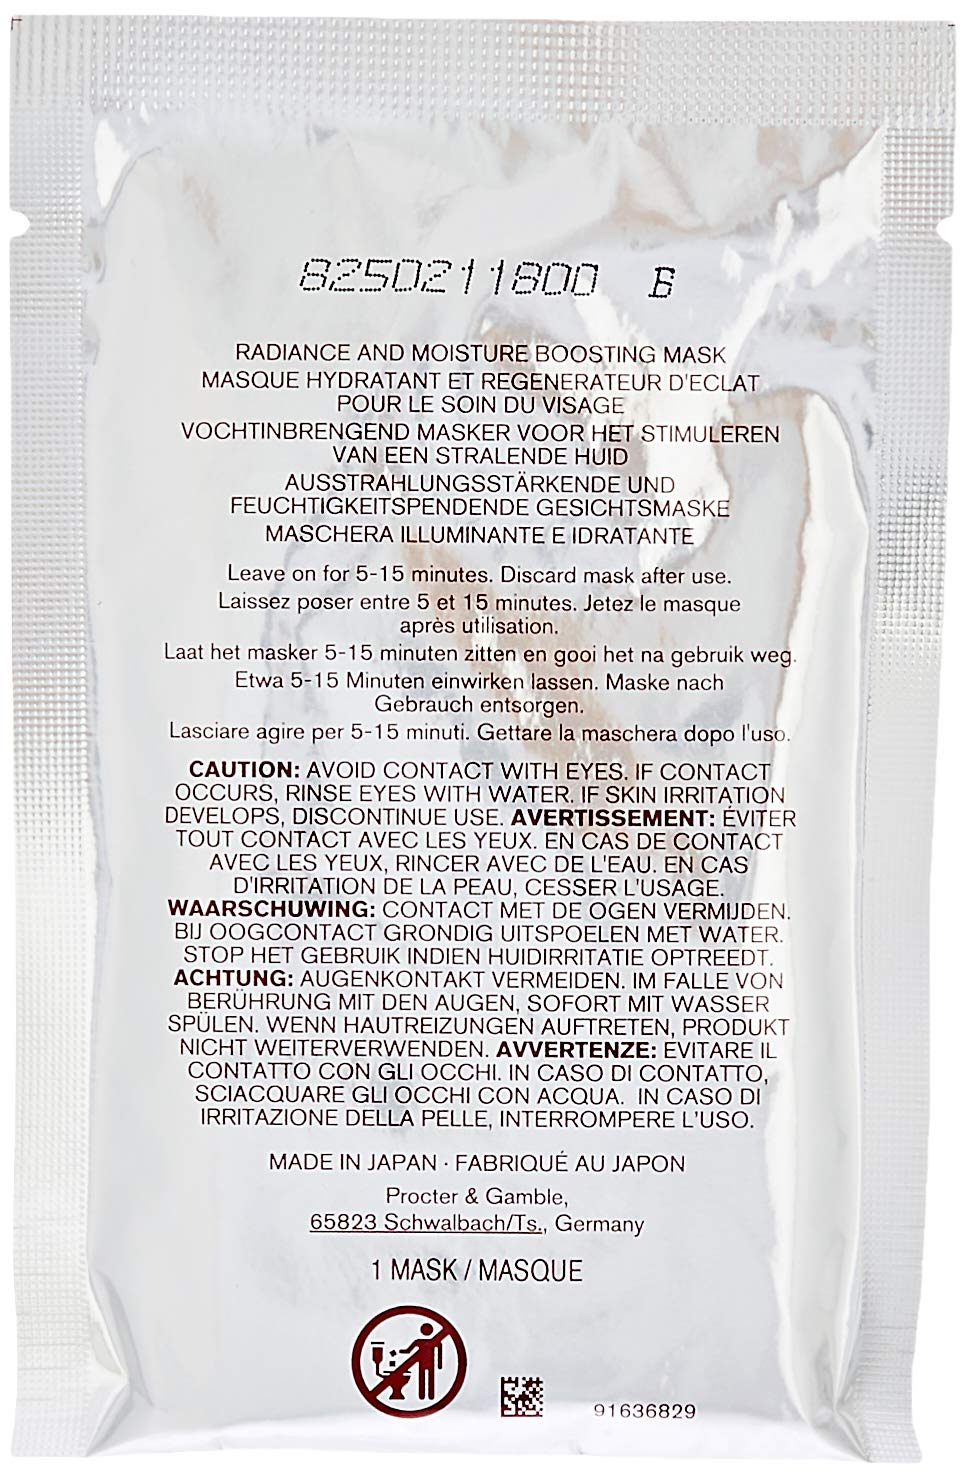 8250211800 B
RADIANCE AND MOISTURE BOOSTING MASK
MASQUE HYDRATANT ET REGENERATEUR D'ECLAT
POUR LE SOIN DU VISAGE
VOCHTINBRENGEND MASKER VOOR HET STIMULEREN
VAN EEN STRALENDE HUID
AUSSTRAHLUNGSSTÄRKENDE UND
FEUCHTIGKEITSPENDENDE GESICHTSMASKE
MASCHERA ILLUMINANTE E IDRATANTE
Leave on for 5-15 minutes. Discard mask after use.
Laissez poser entre 5 et 15 minutes. Jetez le masque
après utilisation.
Laat het masker 5-15 minuten zitten en gooi het na gebruik weg.
Etwa 5-15 Minuten einwirken lassen. Maske nach
Gebrauch entsorgen.
Lasciare agire per 5-15 minuti. Gettare la maschera dopo l'uso.
CAUTION: AVOID CONTACT WITH EYES. IF CONTACT
OCCURS, RINSE EYES WITH WATER. IF SKIN IRRITATION
DEVELOPS, DISCONTINUE USE. AVERTISSEMENT: ÉVITER
TOUT CONTACT AVEC LES YEUX. EN CAS DE CONTACT
AVEC LES YEUX, RINCER AVEC DE L'EAU. EN CAS
D'IRRITATION DE LA PEAU, CESSER L'USAGE.
WAARSCHUWING: CONTACT MET DE OGEN VERMIJDEN.
BIJ OOGCONTACT GRONDIG UITSPOELEN MET WATER.
STOP HET GEBRUIK INDIEN HUIDIRRITATIE OPTREEDT.
ACHTUNG: AUGENKONTAKT VERMEIDEN. IM FALLE VON
BERÜHRUNG MIT DEN AUGEN, SOFORT MIT WASSER
SPÜLEN. WENN HAUTREIZUNGEN AUFTRETEN, PRODUKT
NICHT WEITERVERWENDEN. AVVERTENZE: EVITARE IL
CONTATTO CON GLI OCCHI. IN CASO DI CONTATTO,
SCIACQUARE GLI OCCHI CON ACQUA. IN CASO DI
IRRITAZIONE DELLA PELLE, INTERROMPERE L'USO.
MADE IN JAPAN · FABRIQUÉ AU JAPON
Procter & Gamble,
65823 Schwalbach/Ts., Germany
1 MASK / MASQUE
91636829